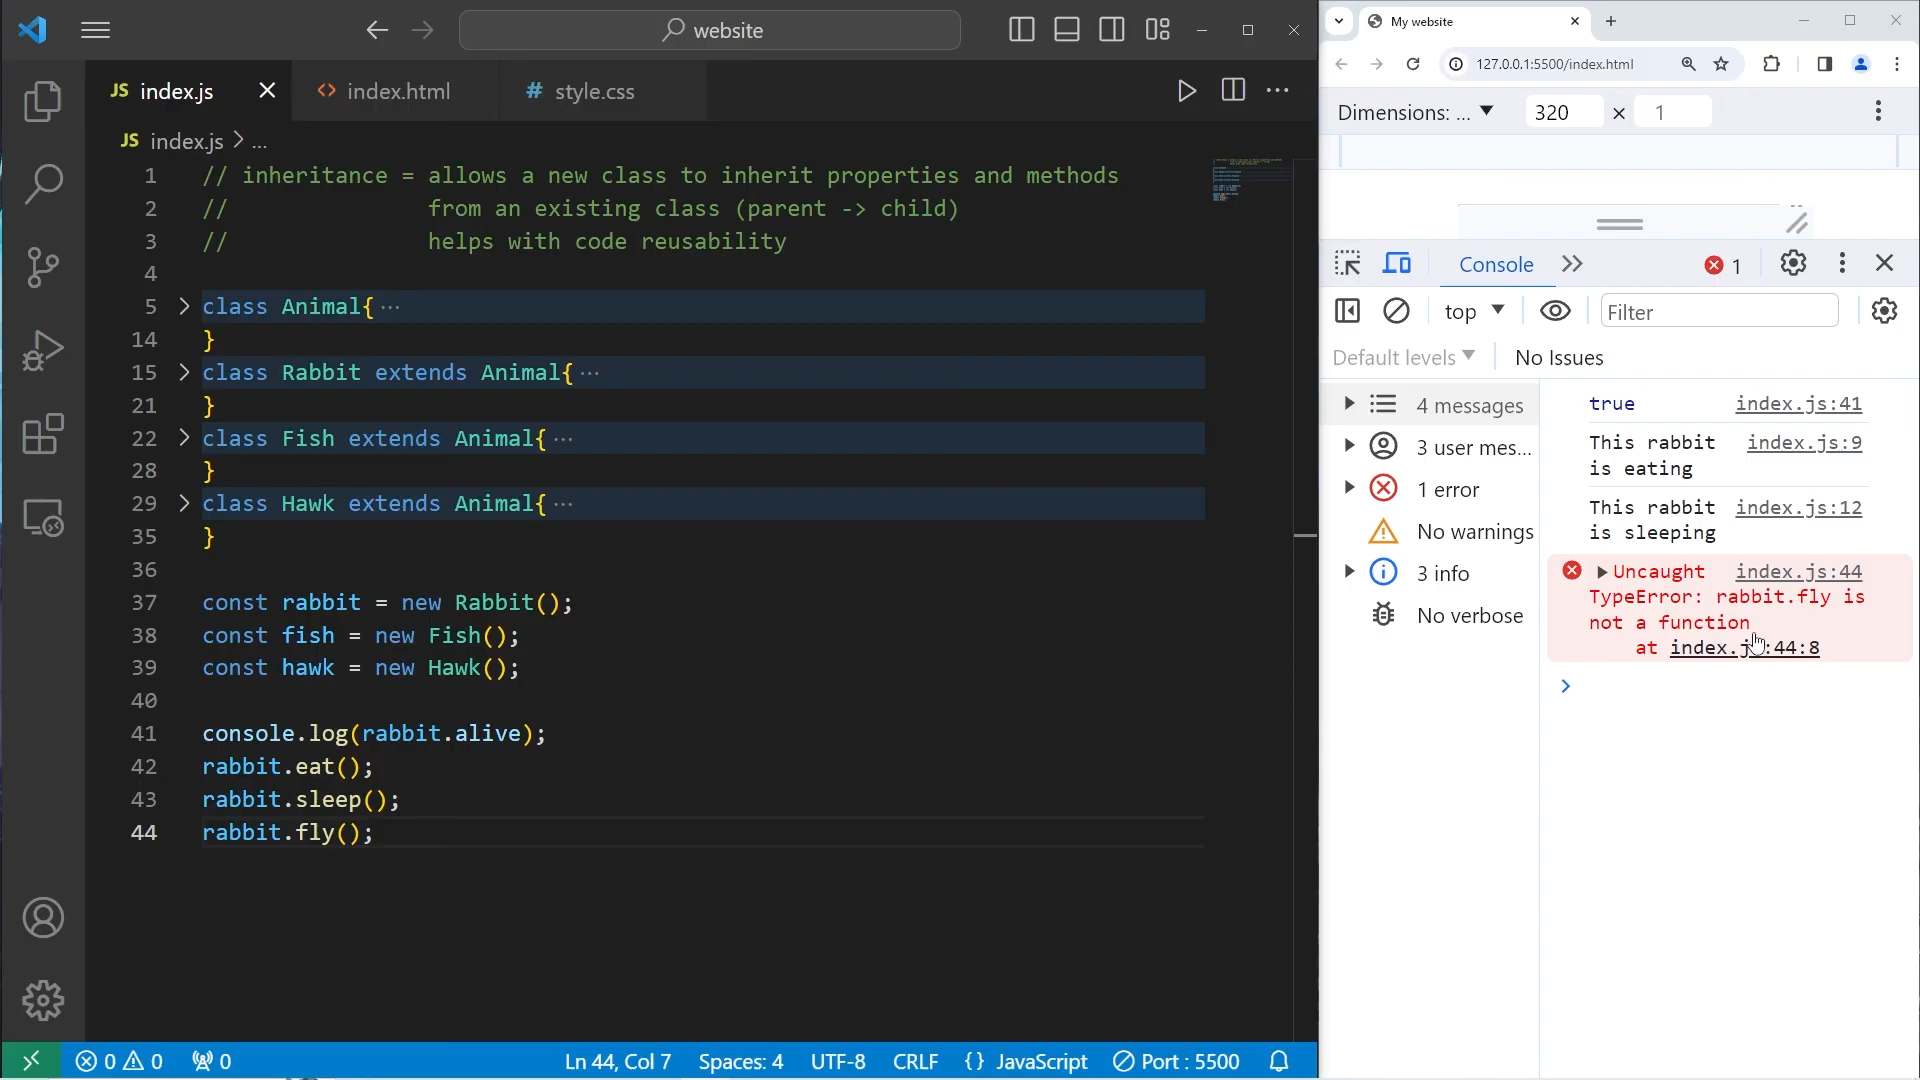 website
JS index.js
<> index.html
# style.css
JS index.js > ...
1 // inheritance = allows a new class to inherit properties and methods
2 // from an existing class (parent -> child)
3 // helps with code reusability
4
5 class Animal{ ...
14 }
15 class Rabbit extends Animal{ ...
21 }
22 class Fish extends Animal{ ...
28 }
29 class Hawk extends Animal{ ...
35 }
36
37 const rabbit = new Rabbit();
38 const fish = new Fish();
39 const hawk = new Hawk();
40
41 console.log(rabbit.alive);
42 rabbit.eat();
43 rabbit.sleep();
44 rabbit.fly();
0 0 0 Ln 44, Col 7 Spaces: 4 UTF-8 CRLF {} JavaScript Port : 5500
My website
127.0.0.1:5500/index.html
Dimensions: ... 320 × 1
Console 1
top Filter
Default levels No Issues
4 messages
3 user mes...
1 error
No warnings
3 info
No verbose
true index.js:41
This rabbit index.js:9
is eating
This rabbit index.js:12
is sleeping
Uncaught index.js:44
TypeError: rabbit.fly is
not a function
at index.js:44:8